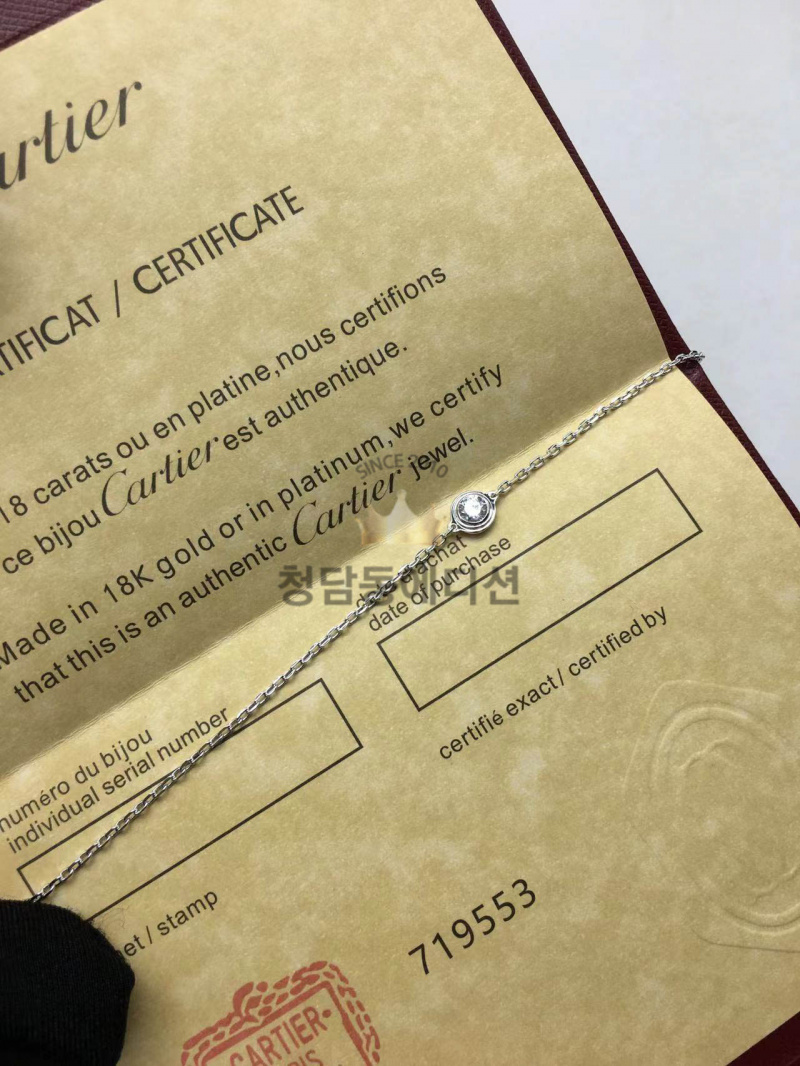 Cartier
CERTIFICAT / CERTIFICATE
18 carats ou en platine,nous certifions
ce bijou Cartier est authentique.
Made in 18K gold or in platinum,we certify
that this is an authentic Cartier jewel.
SINCE
청담동에디션
d'achat
date of purchase
certifié exact / certified by
numéro du bijou
individual serial number
et / stamp
719553
CARTIER-